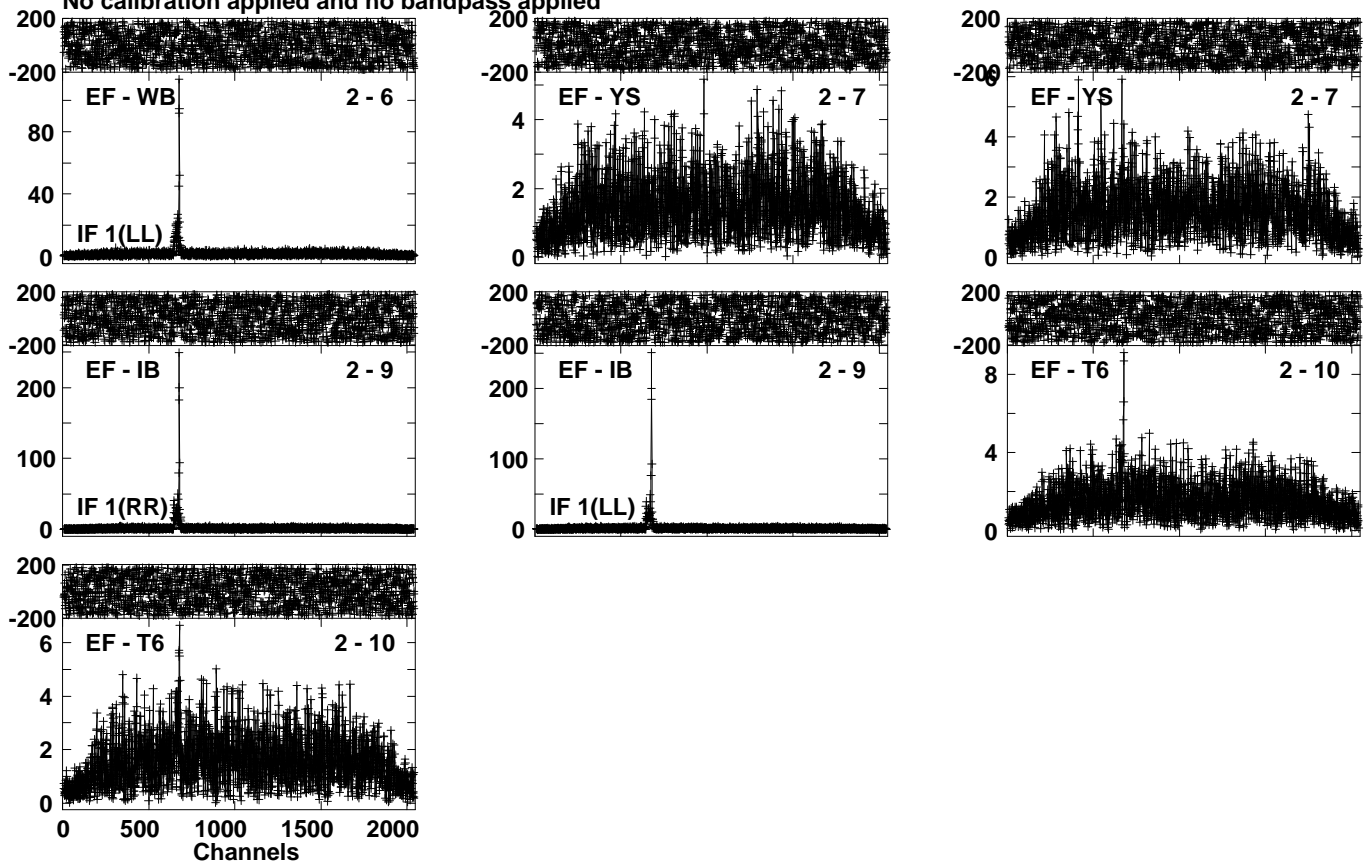 No calibration applied and no bandpass applied
200
-200
EF - WB 2 - 6
80
40
0
IF 1(LL)
200
-200
EF - YS 2 - 7
4
2
0
200
-200
6
EF - YS 2 - 7
4
2
0
200
-200
EF - IB 2 - 9
200
100
0
IF 1(RR)
200
-200
EF - IB 2 - 9
200
100
0
IF 1(LL)
200
-200
EF - T6 2 - 10
8
4
0
200
-200
EF - T6 2 - 10
6
4
2
0
0 500 1000 1500 2000
Channels